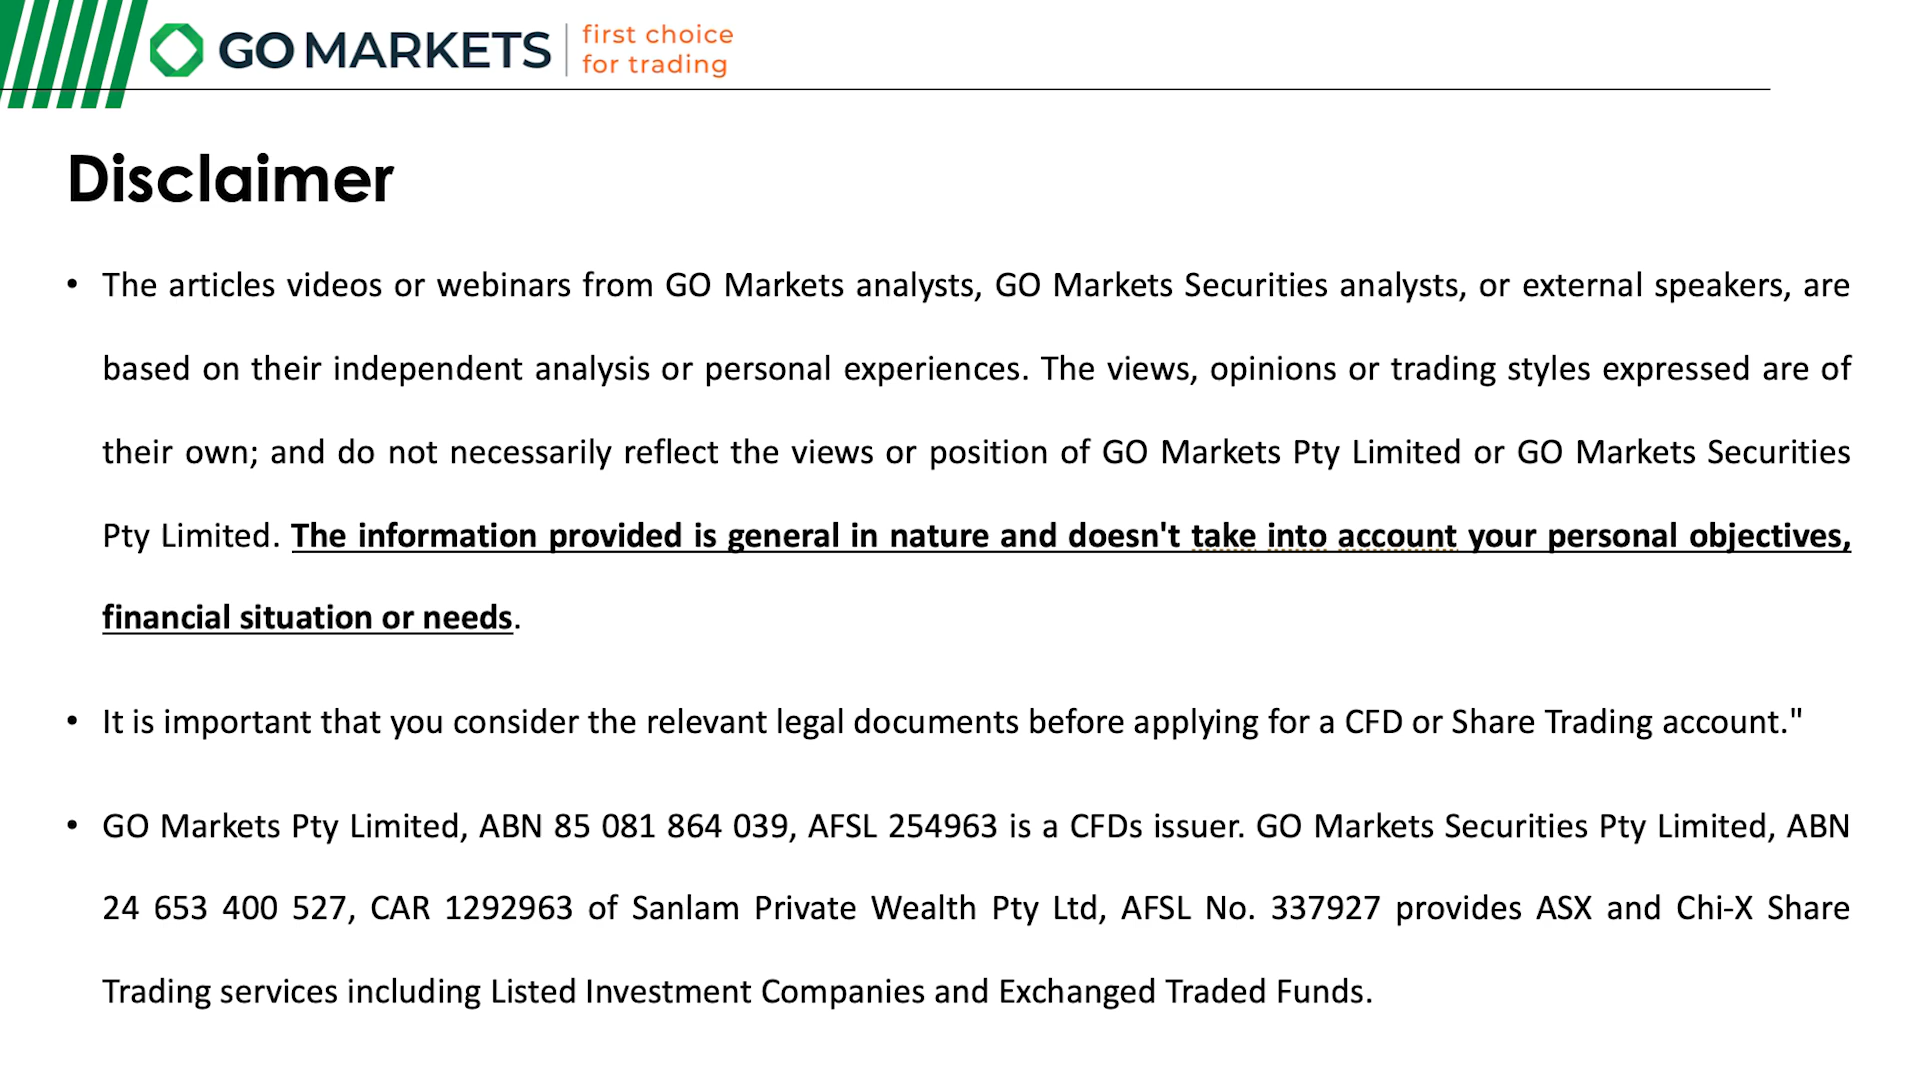 GO MARKETS
first choice
for trading
Disclaimer
• The articles videos or webinars from GO Markets analysts, GO Markets Securities analysts, or external speakers, are
based on their independent analysis or personal experiences. The views, opinions or trading styles expressed are of
their own; and do not necessarily reflect the views or position of GO Markets Pty Limited or GO Markets Securities
Pty Limited. The information provided is general in nature and doesn't take into account your personal objectives,
financial situation or needs.
• It is important that you consider the relevant legal documents before applying for a CFD or Share Trading account."
• GO Markets Pty Limited, ABN 85 081 864 039, AFSL 254963 is a CFDs issuer. GO Markets Securities Pty Limited, ABN
24 653 400 527, CAR 1292963 of Sanlam Private Wealth Pty Ltd, AFSL No. 337927 provides ASX and Chi-X Share
Trading services including Listed Investment Companies and Exchanged Traded Funds.